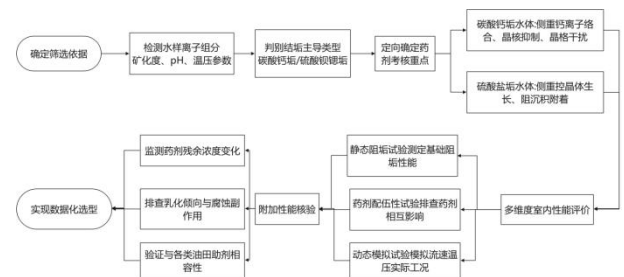 确定筛选依据
检测水样离子组分
矿化度、pH、温压参数
判别结垢主导类型
碳酸钙垢/硫酸钡锶垢
定向确定药
剂考核重点
碳酸钙垢水体:侧重钙离子络
合、晶核抑制、晶格干扰
硫酸盐垢水体:侧重控晶体生
长、阻沉积附着
多维度室内性能评价
静态阻垢试验测定基础阻
垢性能
药剂配伍性试验排查药剂
相互影响
动态模拟试验模拟流速温
压实际工况
附加性能核验
监测药剂残余浓度变化
排查乳化倾向与腐蚀副
作用
验证与各类油田助剂相
容性
实现数据化选型